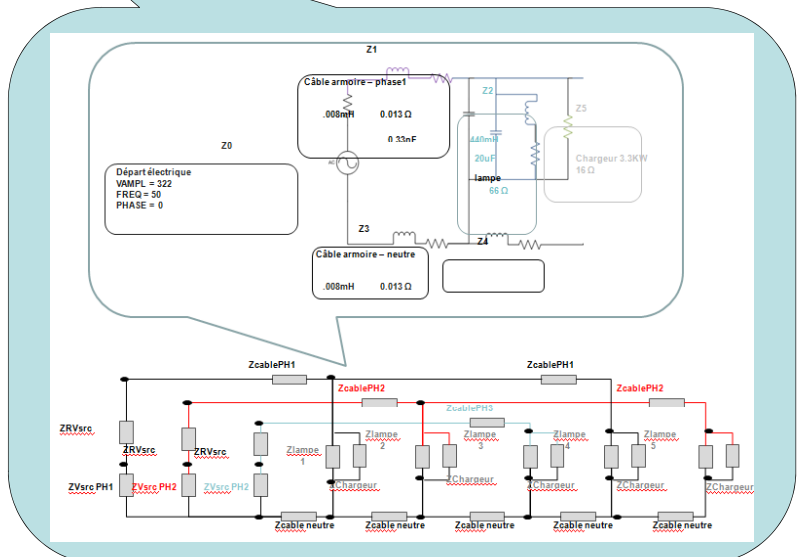 Z1
Câble armoire – phase1
.008mH 0.013 Ω
0.33nF
Z0
Départ électrique
VAMPL = 322
FREQ = 50
PHASE = 0
AC
Z2
440mH
20uF
lampe
66 Ω
Z5
Chargeur 3.3KW
16 Ω
Z3
Câble armoire – neutre
.008mH 0.013 Ω
Z4
ZcablePH1 ZcablePH1
ZcablePH2 ZcablePH2
ZcablePH3
ZRVsrc
ZRVsrc
ZRVsrc
Zlampe
1
Zlampe
2
Zlampe
3
Zlampe
4
Zlampe
5
ZVsrc PH1
ZVsrc PH2
ZVsrc PH2
ZChargeur
ZChargeur
ZChargeur
ZChargeur
ZChargeur
Zcable neutre Zcable neutre Zcable neutre Zcable neutre Zcable neutre